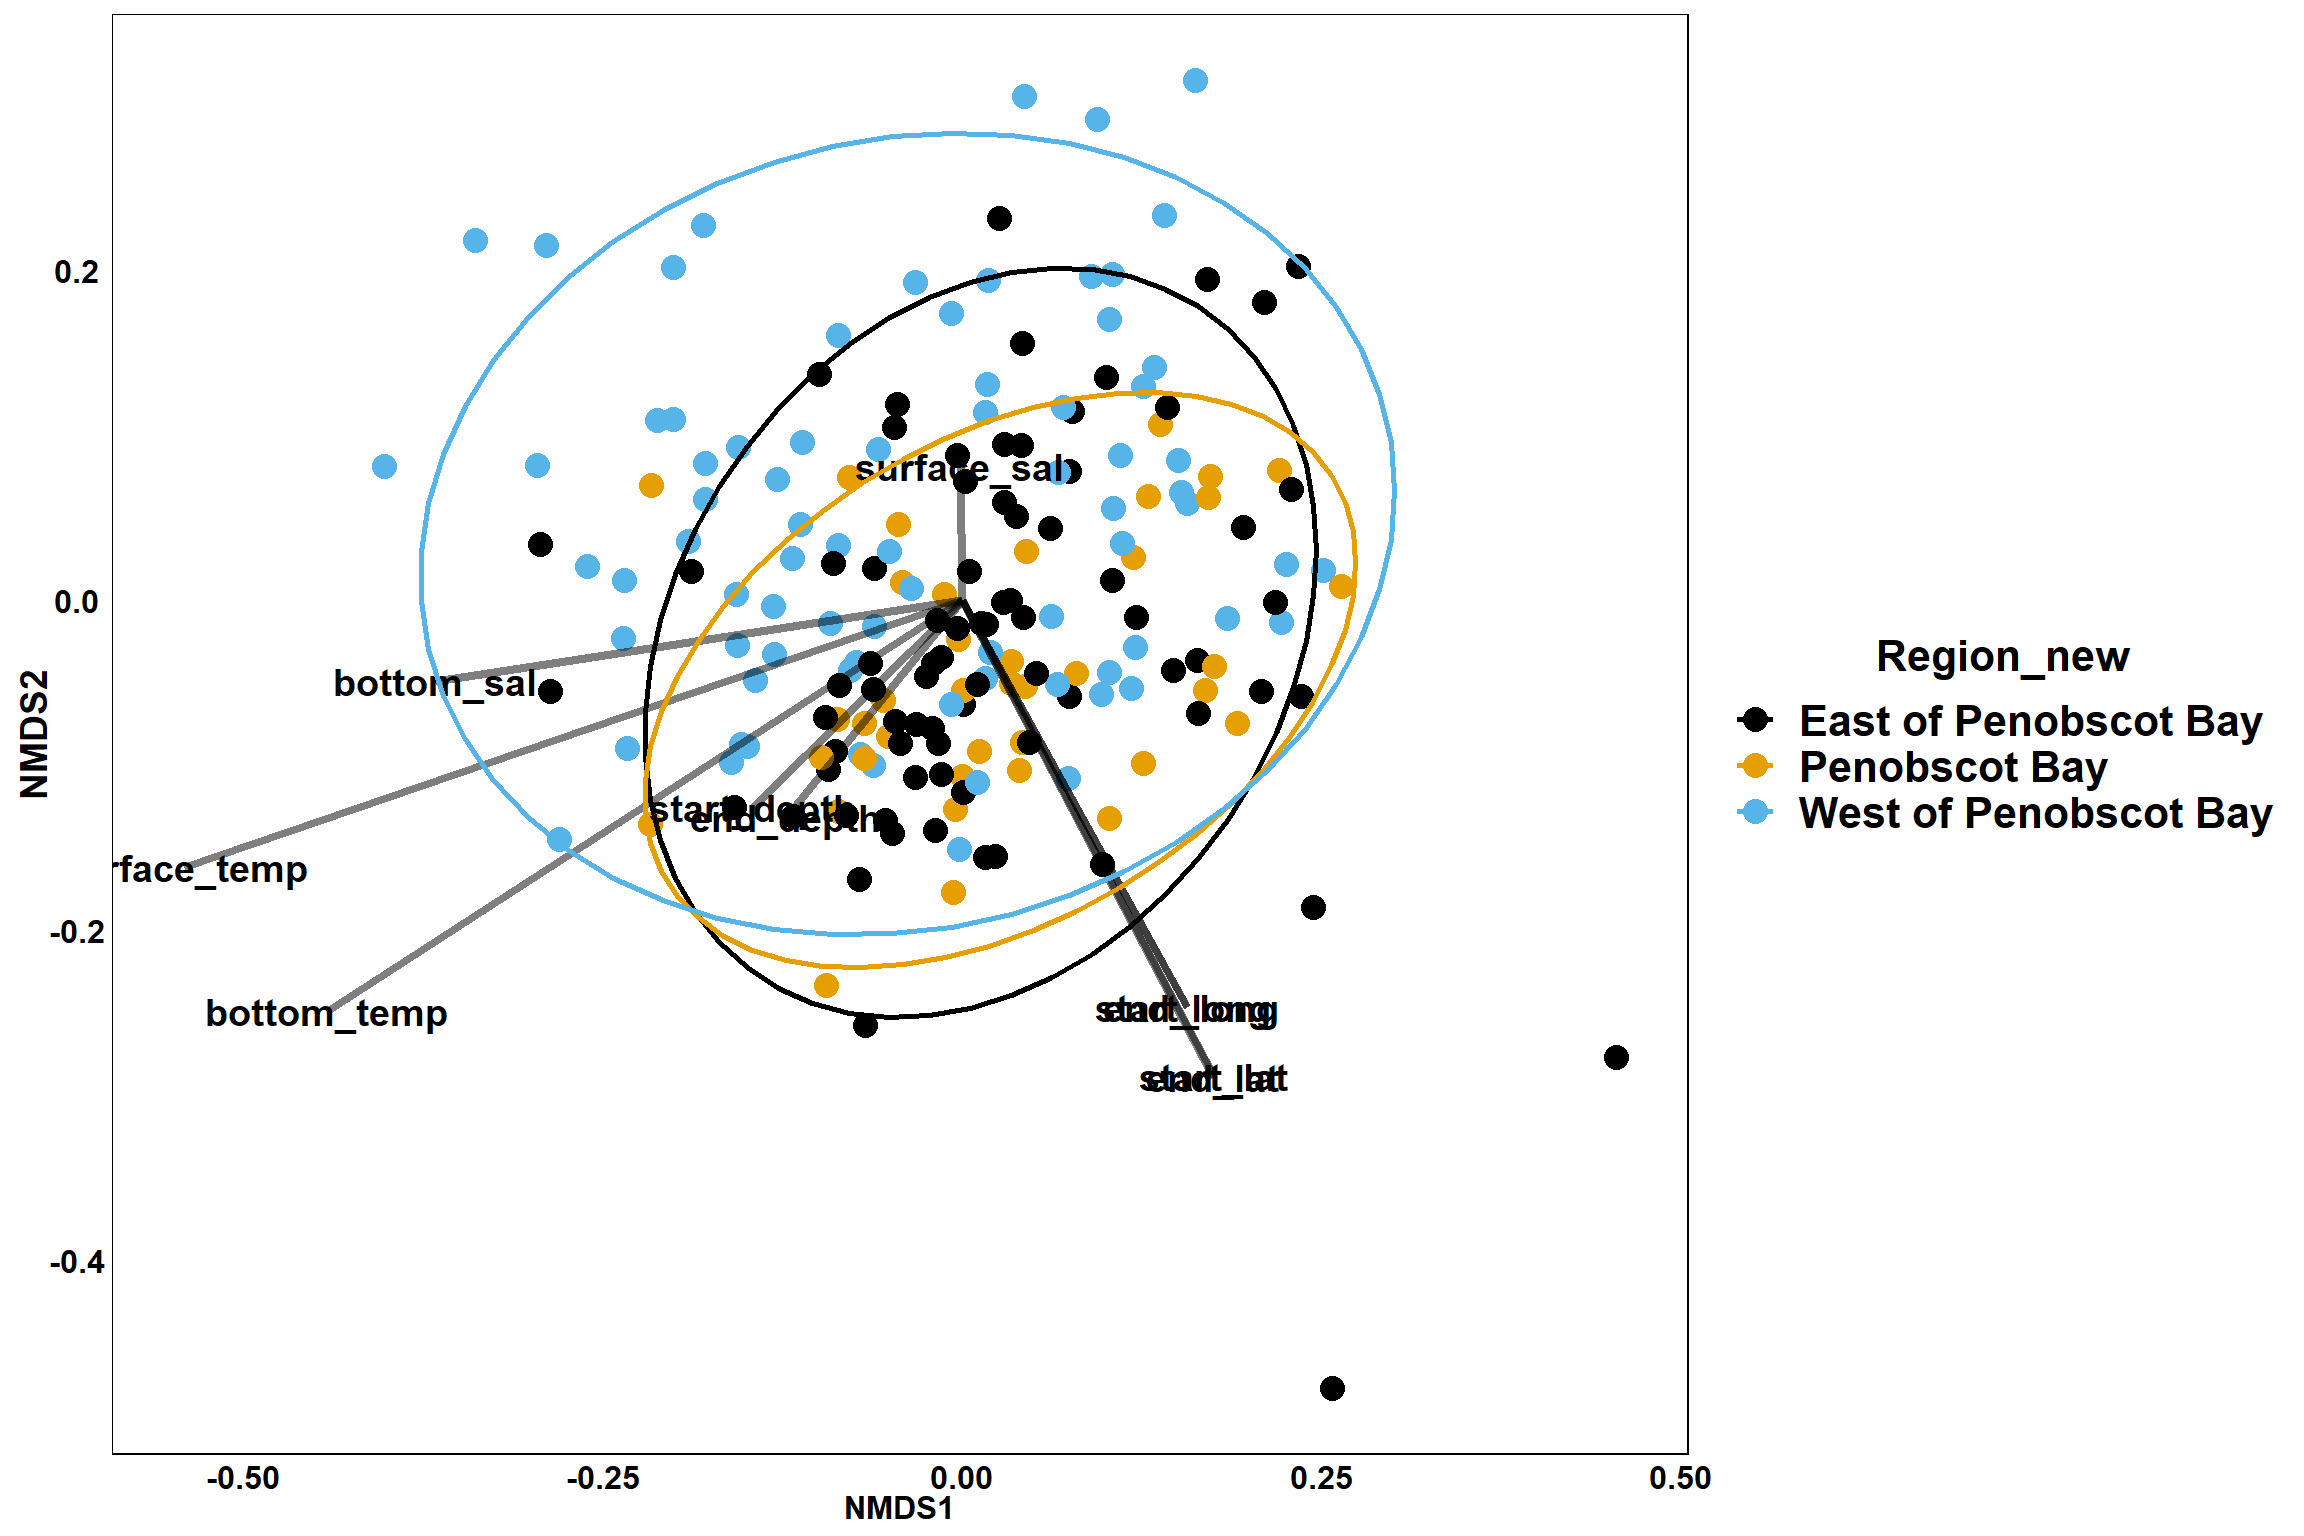 0.2
0.0
-0.2
-0.4
NMDS2
surface_sal
bottom_sal
start_depth
end_depth
rface_temp
bottom_temp
start_long
end_long
start_lat
end_lat
-0.50
-0.25
0.00
0.25
0.50
NMDS1
Region_new
East of Penobscot Bay
Penobscot Bay
West of Penobscot Bay